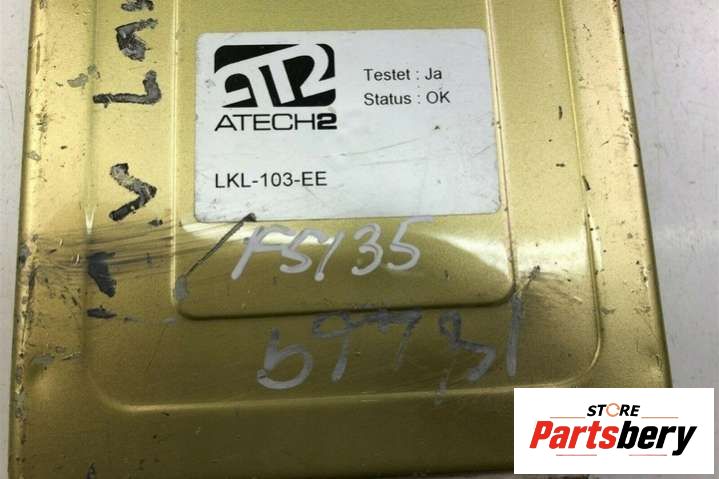 ATECH2
Testet : Ja
Status : OK
LKL-103-EE
F5135
STORE
Partsbery